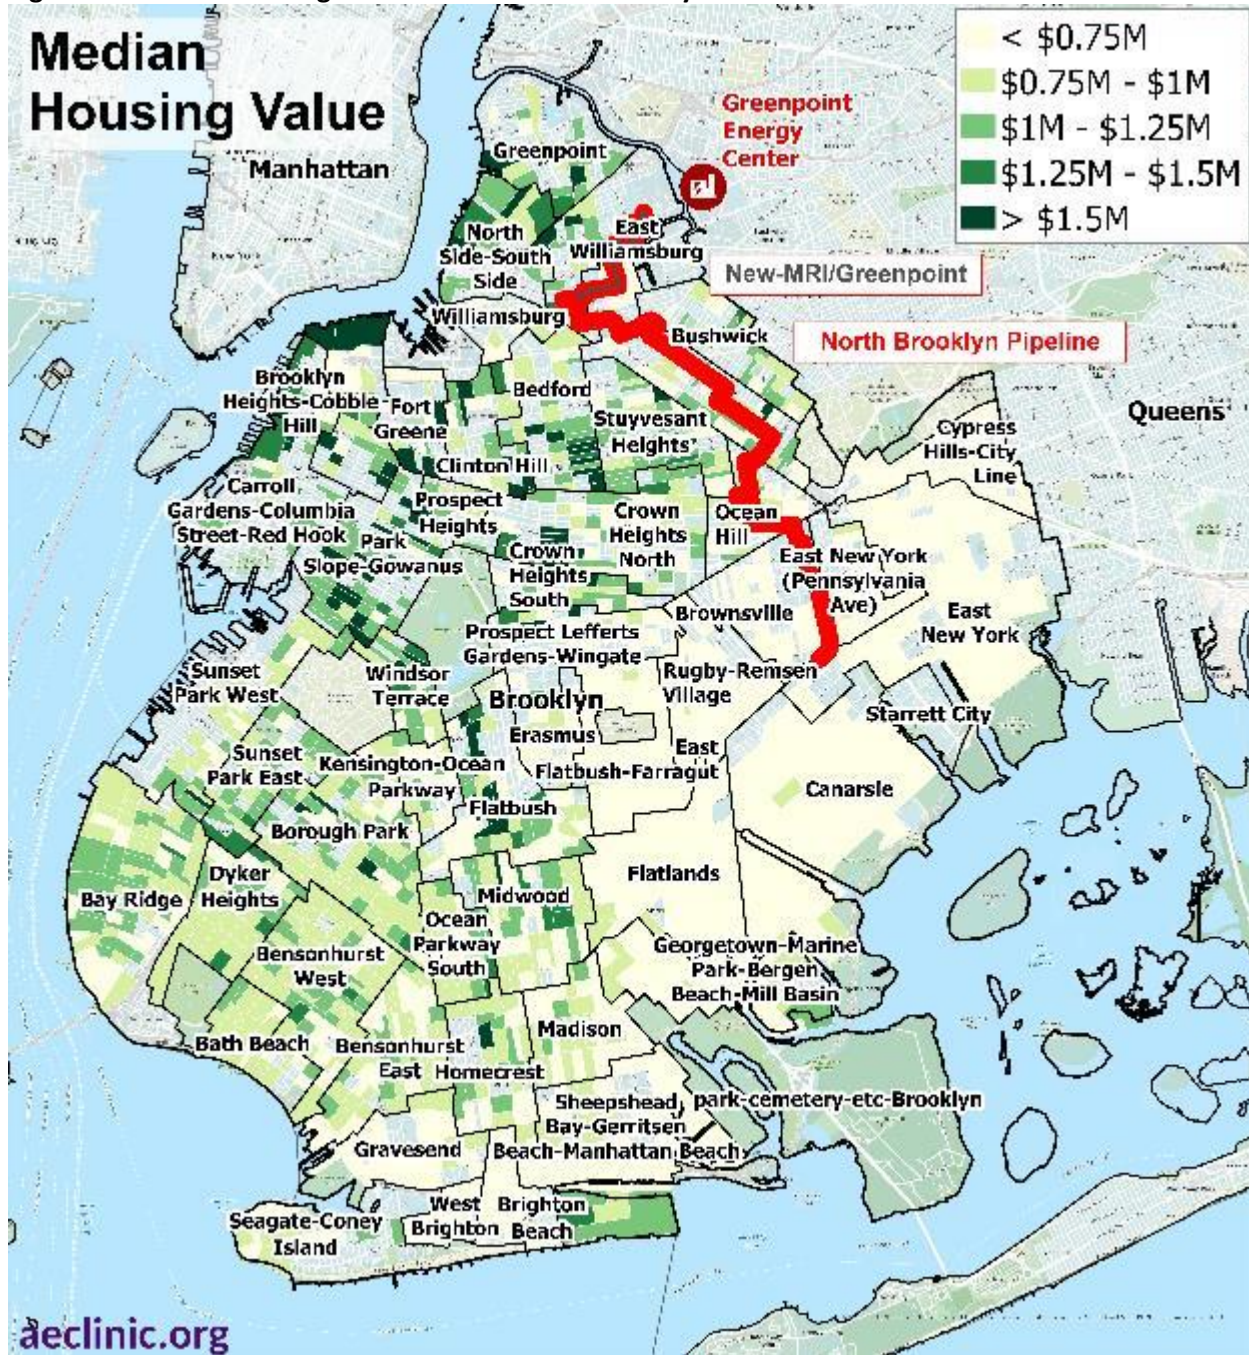 Median
Housing Value
< $0.75M
$0.75M - $1M
$1M - $1.25M
$1.25M - $1.5M
> $1.5M
Greenpoint
Energy
Center
Manhattan
Greenpoint
North
Side-South
Side
East
Williamsburg
New-MRI/Greenpoint
Williamsburg
Bushwick
North Brooklyn Pipeline
Brooklyn
Heights-Cobble
Hill
Fort
Greene
Bedford
Stuyvesant
Heights
Queens
Cypress
Hills-City
Line
Clinton Hill
Carroll
Gardens-Columbia
Street-Red Hook
Prospect
Heights
Park
Slope-Gowanus
Crown
Heights
North
Ocean
Hill
Crown
Heights
South
East New York
(Pennsylvania
Ave)
East
New York
Brownsville
Prospect Lefferts
Gardens-Wingate
Sunset
Park West
Windsor
Terrace
Rugby-Remsen
Village
Brooklyn
Erasmus
Starrett City
Sunset
Park East
Kensington-Ocean
Parkway
East
Flatbush-Farragut
Canarsie
Flatbush
Borough Park
Bay Ridge
Dyker
Heights
Flatlands
Midwood
Ocean
Parkway
South
Bensonhurst
West
Georgetown-Marine
Park-Bergen
Beach-Mill Basin
Madison
Bath Beach
Bensonhurst
East
Homecrest
Sheepshead
Bay-Gerritsen
Beach-Manhattan Beach
park-cemetery-etc-Brooklyn
Gravesend
West
Brighton
Brighton
Beach
Seagate-Coney
Island
aeclinic.org